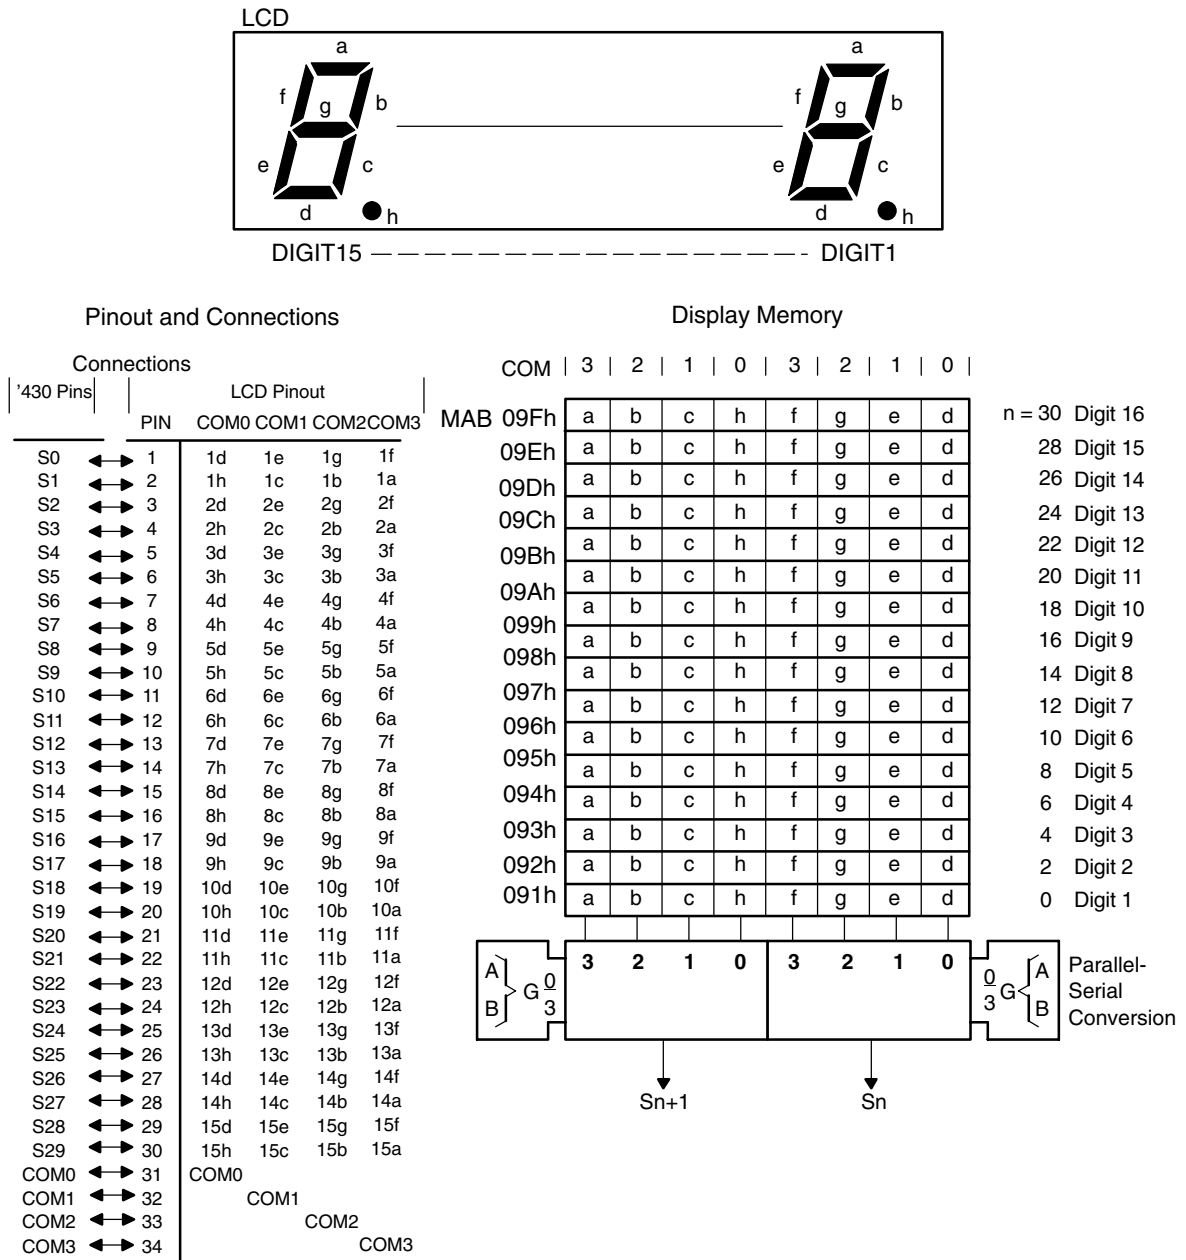 LCD
a a
f g b f g b
e c e c
d h d h
DIGIT15 DIGIT1
Pinout and Connections
Connections
'430 Pins LCD Pinout
PIN COM0 COM1 COM2 COM3
S0 1 1d 1e 1g 1f
S1 2 1h 1c 1b 1a
S2 3 2d 2e 2g 2f
S3 4 2h 2c 2b 2a
S4 5 3d 3e 3g 3f
S5 6 3h 3c 3b 3a
S6 7 4d 4e 4g 4f
S7 8 4h 4c 4b 4a
S8 9 5d 5e 5g 5f
S9 10 5h 5c 5b 5a
S10 11 6d 6e 6g 6f
S11 12 6h 6c 6b 6a
S12 13 7d 7e 7g 7f
S13 14 7h 7c 7b 7a
S14 15 8d 8e 8g 8f
S15 16 8h 8c 8b 8a
S16 17 9d 9e 9g 9f
S17 18 9h 9c 9b 9a
S18 19 10d 10e 10g 10f
S19 20 10h 10c 10b 10a
S20 21 11d 11e 11g 11f
S21 22 11h 11c 11b 11a
S22 23 12d 12e 12g 12f
S23 24 12h 12c 12b 12a
S24 25 13d 13e 13g 13f
S25 26 13h 13c 13b 13a
S26 27 14d 14e 14g 14f
S27 28 14h 14c 14b 14a
S28 29 15d 15e 15g 15f
S29 30 15h 15c 15b 15a
COM0 31 COM0
COM1 32 COM1
COM2 33 COM2
COM3 34 COM3
Display Memory
COM 3 2 1 0 3 2 1 0
MAB 09Fh a b c h f g e d n = 30 Digit 16
09Eh a b c h f g e d 28 Digit 15
09Dh a b c h f g e d 26 Digit 14
09Ch a b c h f g e d 24 Digit 13
09Bh a b c h f g e d 22 Digit 12
09Ah a b c h f g e d 20 Digit 11
099h a b c h f g e d 18 Digit 10
098h a b c h f g e d 16 Digit 9
097h a b c h f g e d 14 Digit 8
096h a b c h f g e d 12 Digit 7
095h a b c h f g e d 10 Digit 6
094h a b c h f g e d 8 Digit 5
093h a b c h f g e d 6 Digit 4
092h a b c h f g e d 4 Digit 3
091h a b c h f g e d 2 Digit 2
a b c h f g e d 0 Digit 1
A B G 0 3
3 2 1 0 3 2 1 0
0 3 G A B
Parallel-
Serial
Conversion
Sn+1 Sn